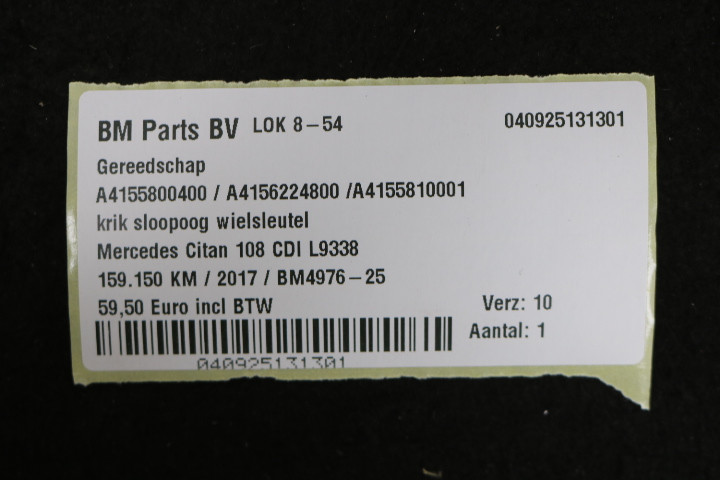 BM Parts BV LOK 8-54 040925131301
Gereedschap
A4155800400 / A4156224800 /A4155810001
krik sloopoog wielsleutel
Mercedes Citan 108 CDI L9338
159.150 KM / 2017 / BM4976-25
59,50 Euro incl BTW Verz: 10
Aantal: 1
040925131301